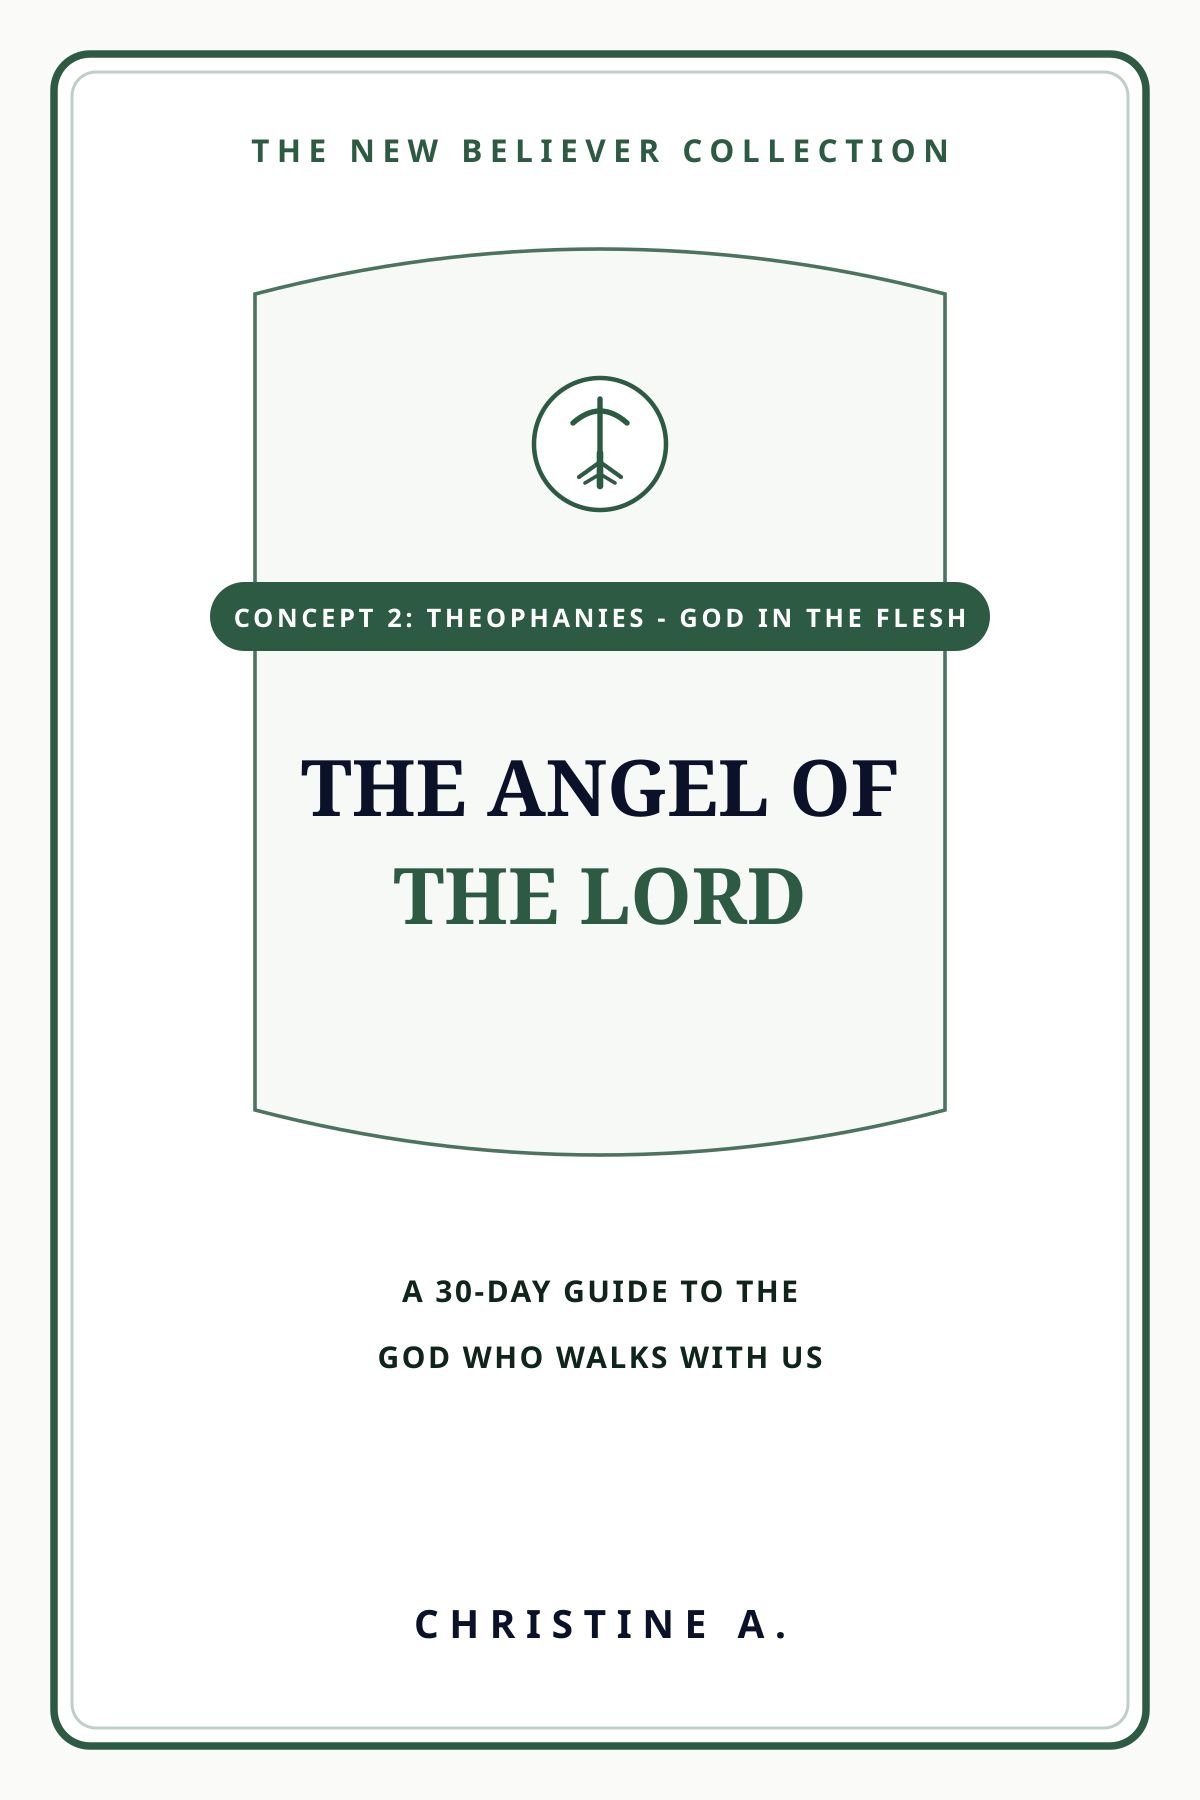 THE NEW BELIEVER COLLECTION
CONCEPT 2: THEOPHANIES - GOD IN THE FLESH
THE ANGEL OF
THE LORD
A 30-DAY GUIDE TO THE
GOD WHO WALKS WITH US
CHRISTINE A.